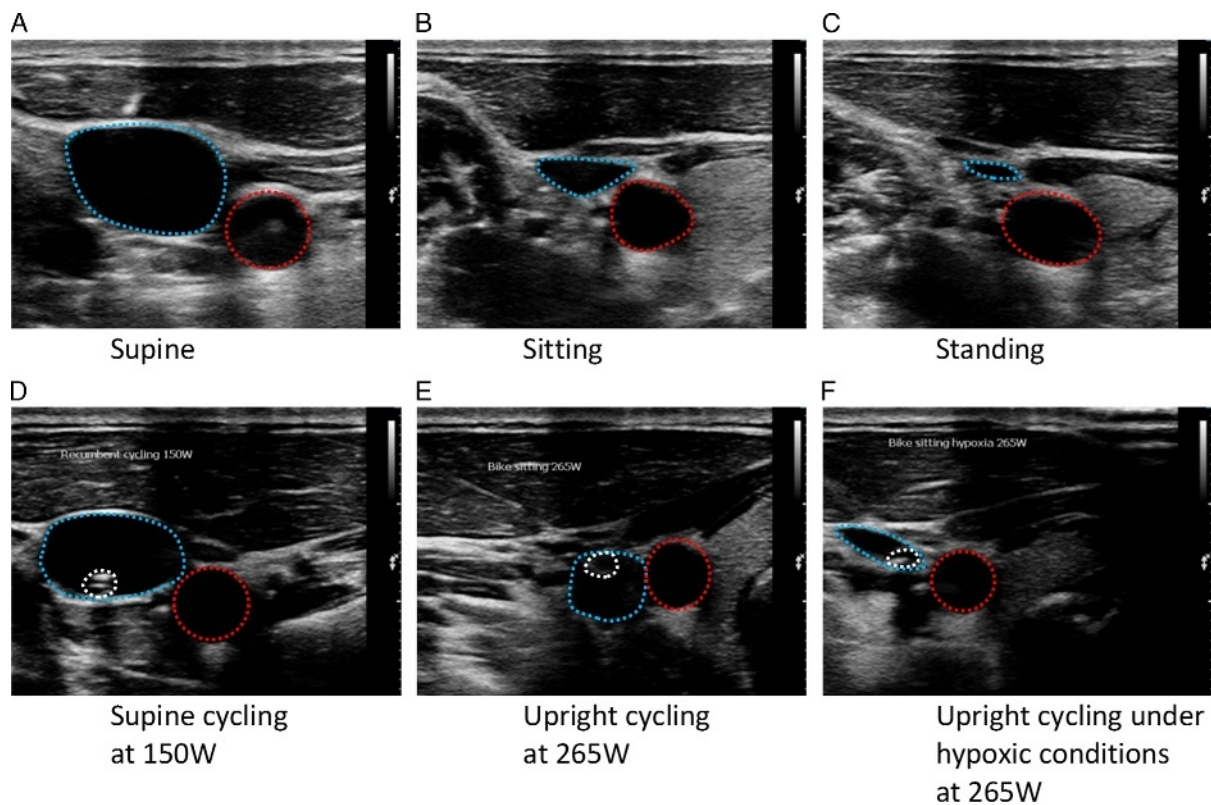 A
B
C
Supine
Sitting
Standing
D
E
F
Recumbent cycling 150W
Bike sitting 265W
Bike sitting hypoxia 265W
Supine cycling
at 150W
Upright cycling
at 265W
Upright cycling under
hypoxic conditions
at 265W